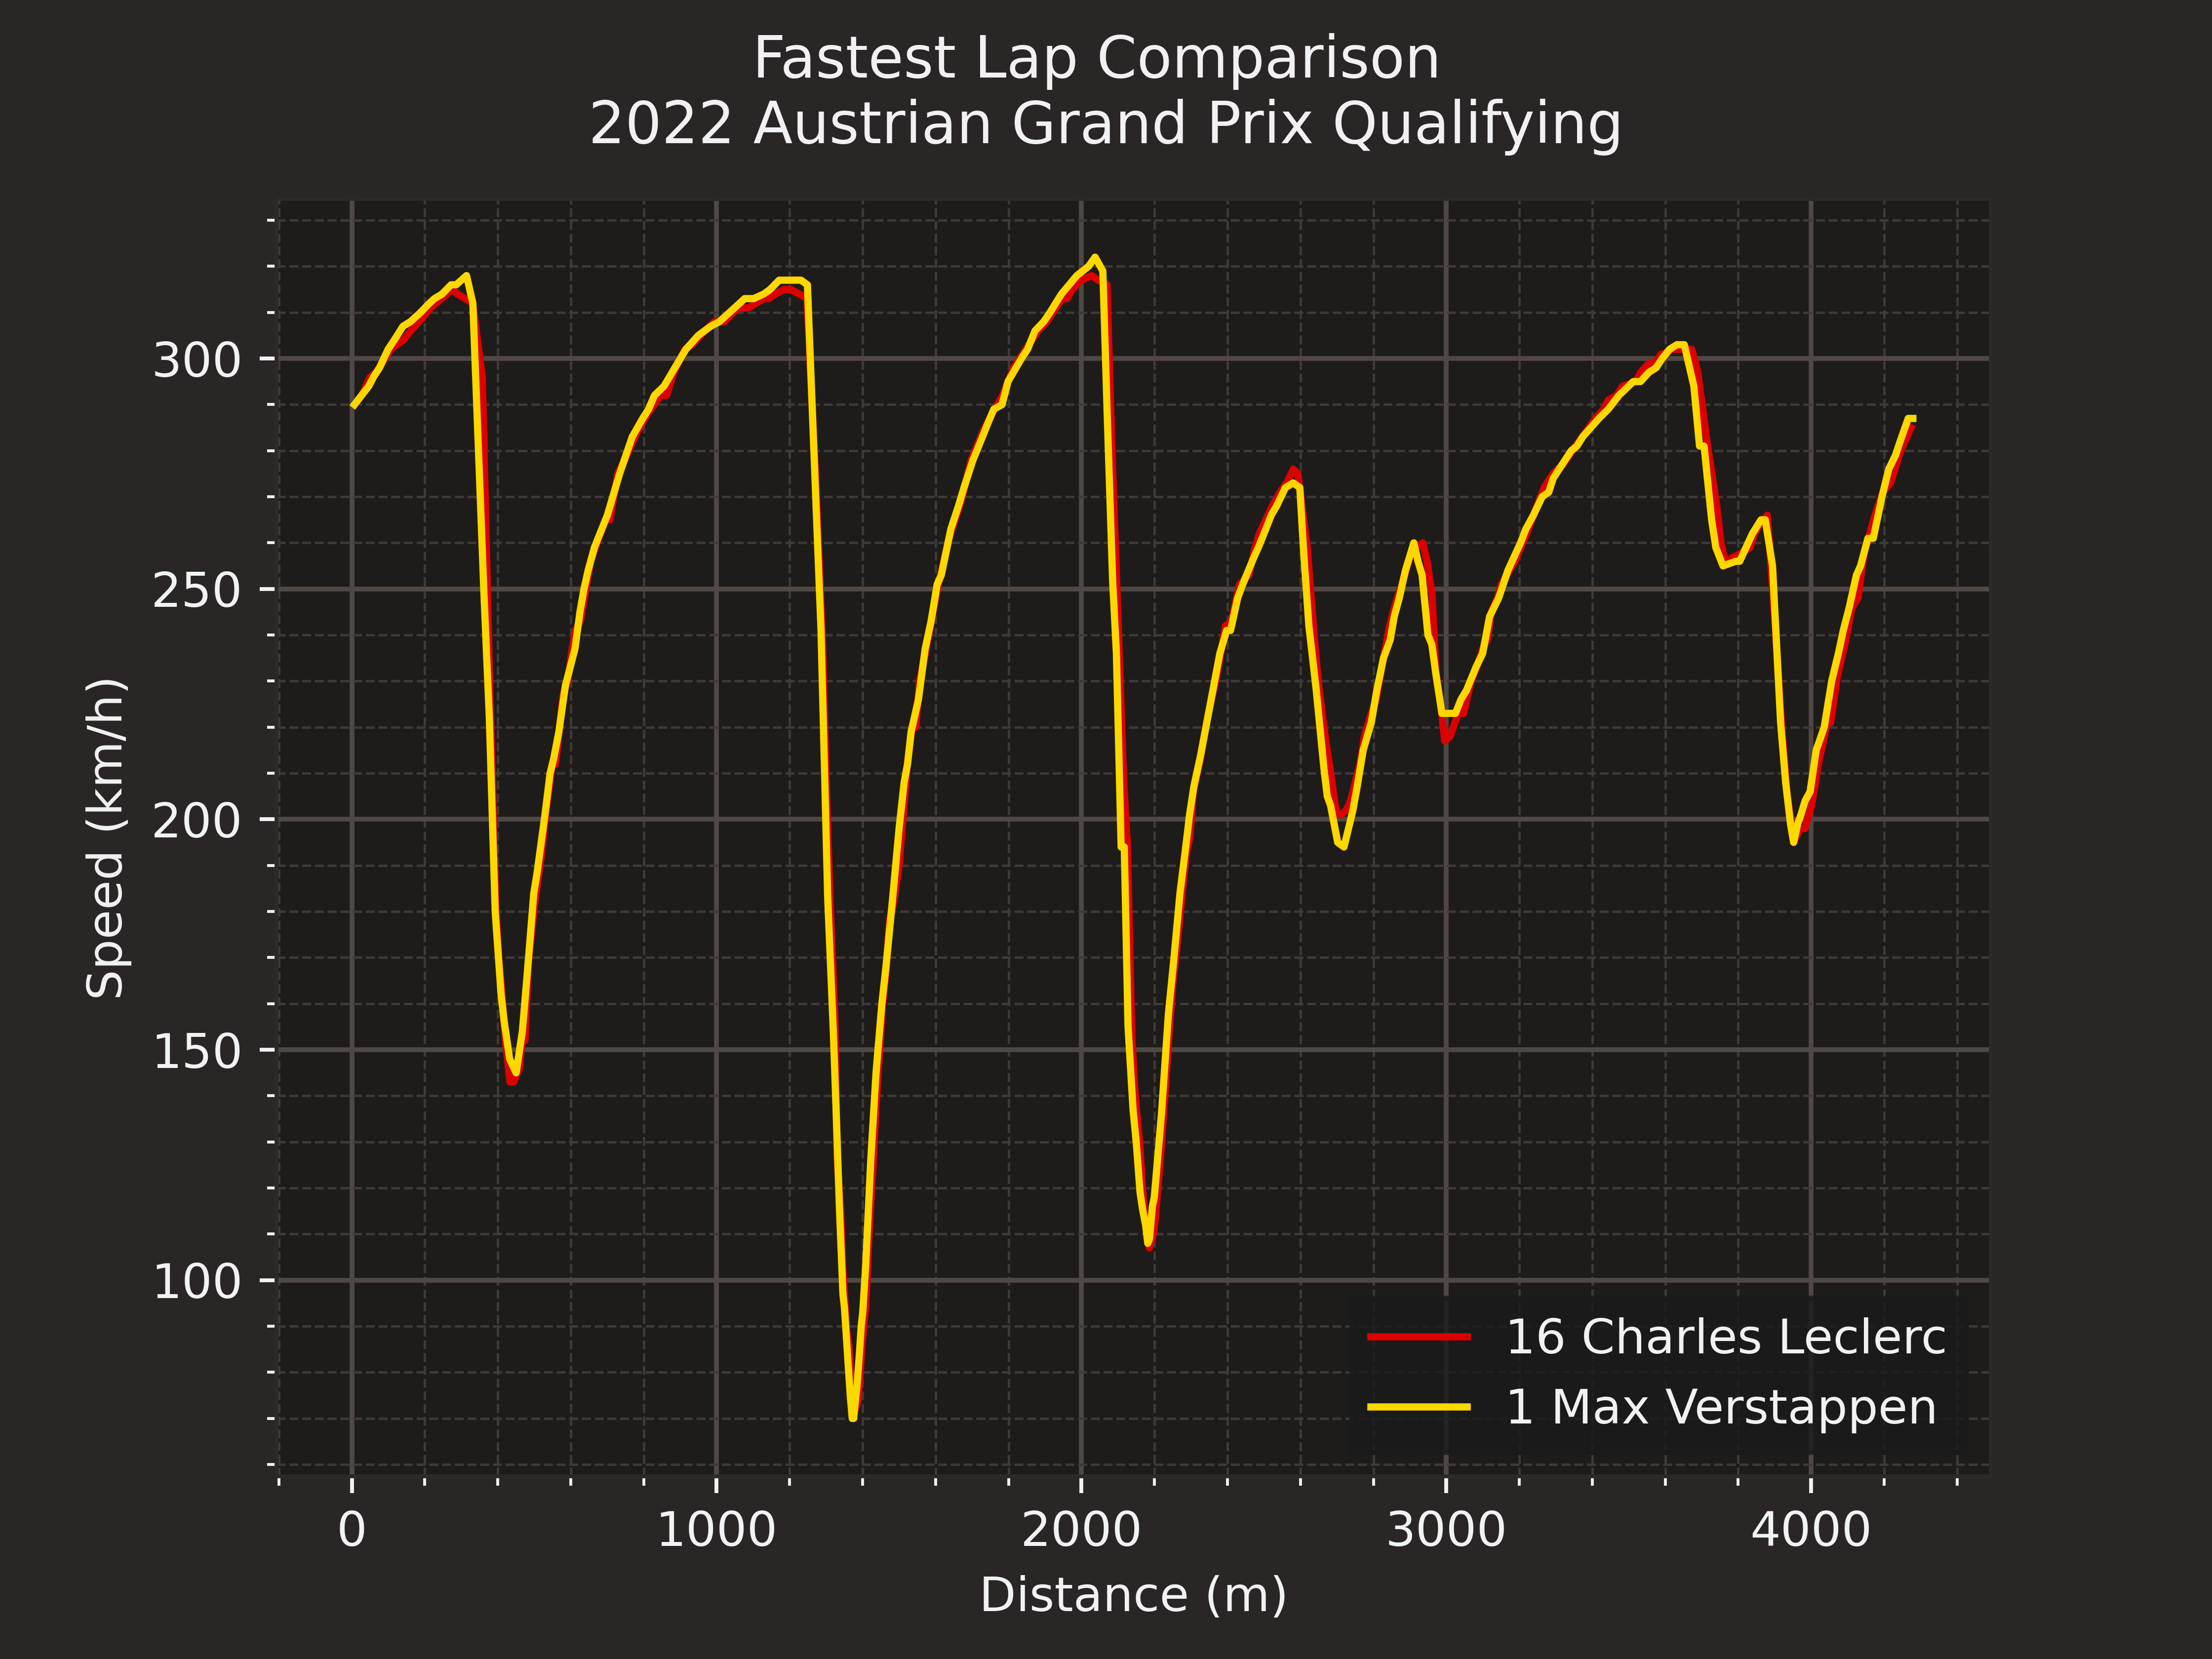 Fastest Lap Comparison
2022 Austrian Grand Prix Qualifying
Speed (km/h)
300
250
200
150
100
16 Charles Leclerc
1 Max Verstappen
0 1000 2000 3000 4000
Distance (m)